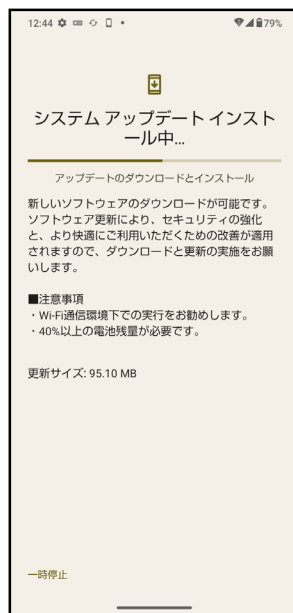 12:44
79%
システム アップデート インスト
ール中...
アップデートのダウンロードとインストール
新しいソフトウェアのダウンロードが可能です。
ソフトウェア更新により、セキュリティの強化
と、より快適にご利用いただくための改善が適用
されますので、ダウンロードと更新の実施をお願
いします。
■注意事項
・Wi-Fi通信環境下での実行をお勧めします。
・40%以上の電池残量が必要です。
更新サイズ: 95.10 MB
一時停止